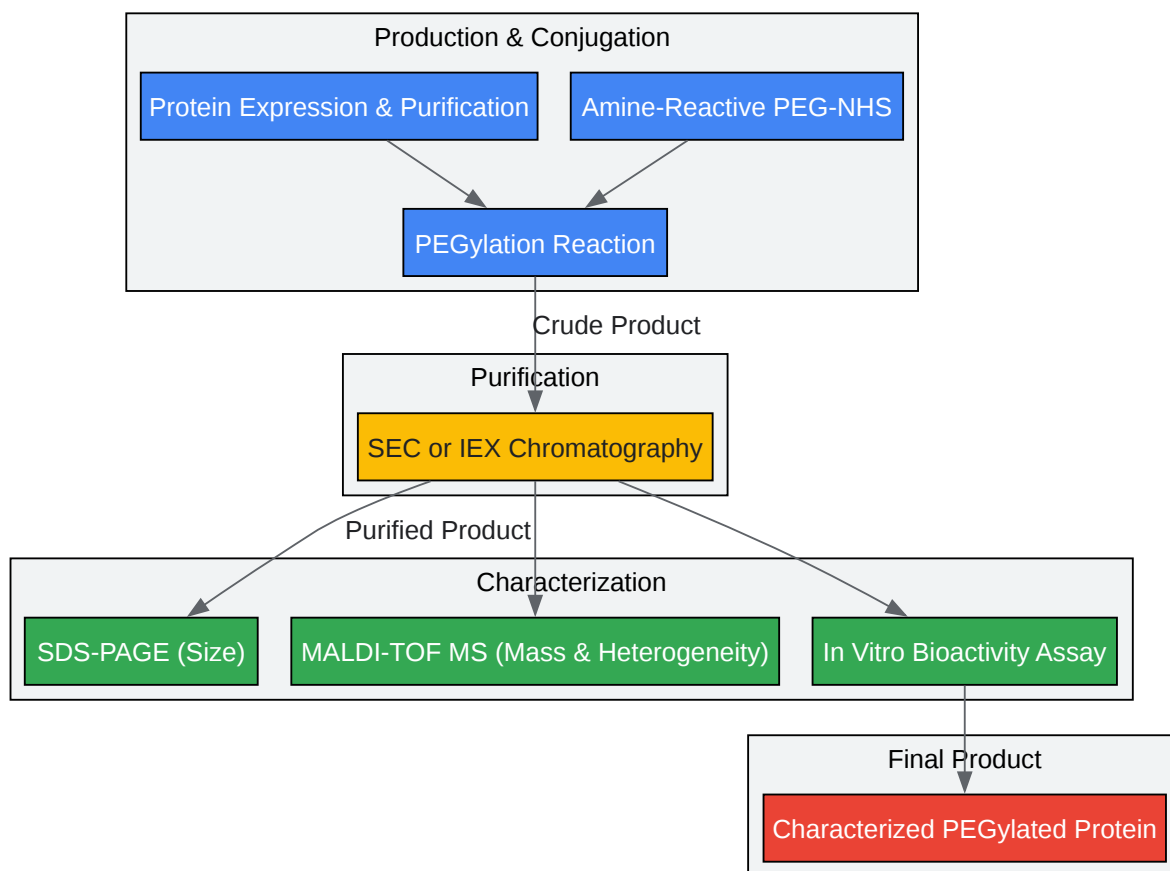 Production & Conjugation
Protein Expression & Purification
Amine-Reactive PEG-NHS
PEGylation Reaction
Crude Product
Purification
SEC or IEX Chromatography
Purified Product
Characterization
SDS-PAGE (Size)
MALDI-TOF MS (Mass & Heterogeneity)
In Vitro Bioactivity Assay
Final Product
Characterized PEGylated Protein